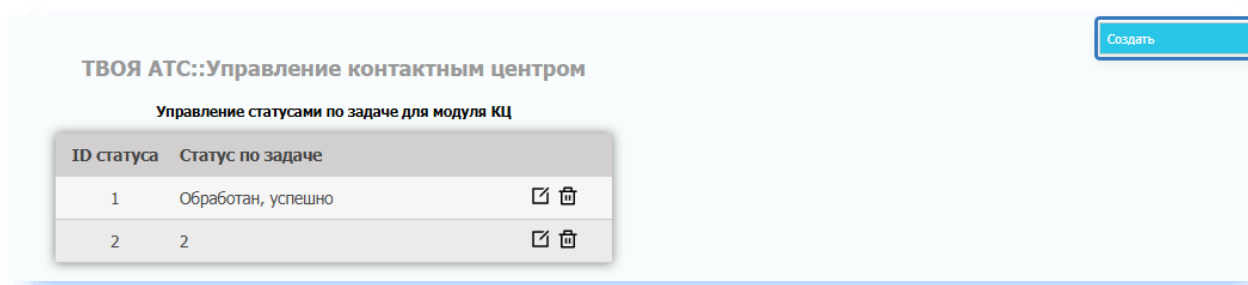 Создать
ТВОЯ АТС::Управление контактным центром
Управление статусами по задаче для модуля КЦ
ID статуса Статус по задаче
1 Обработан, успешно
2 2